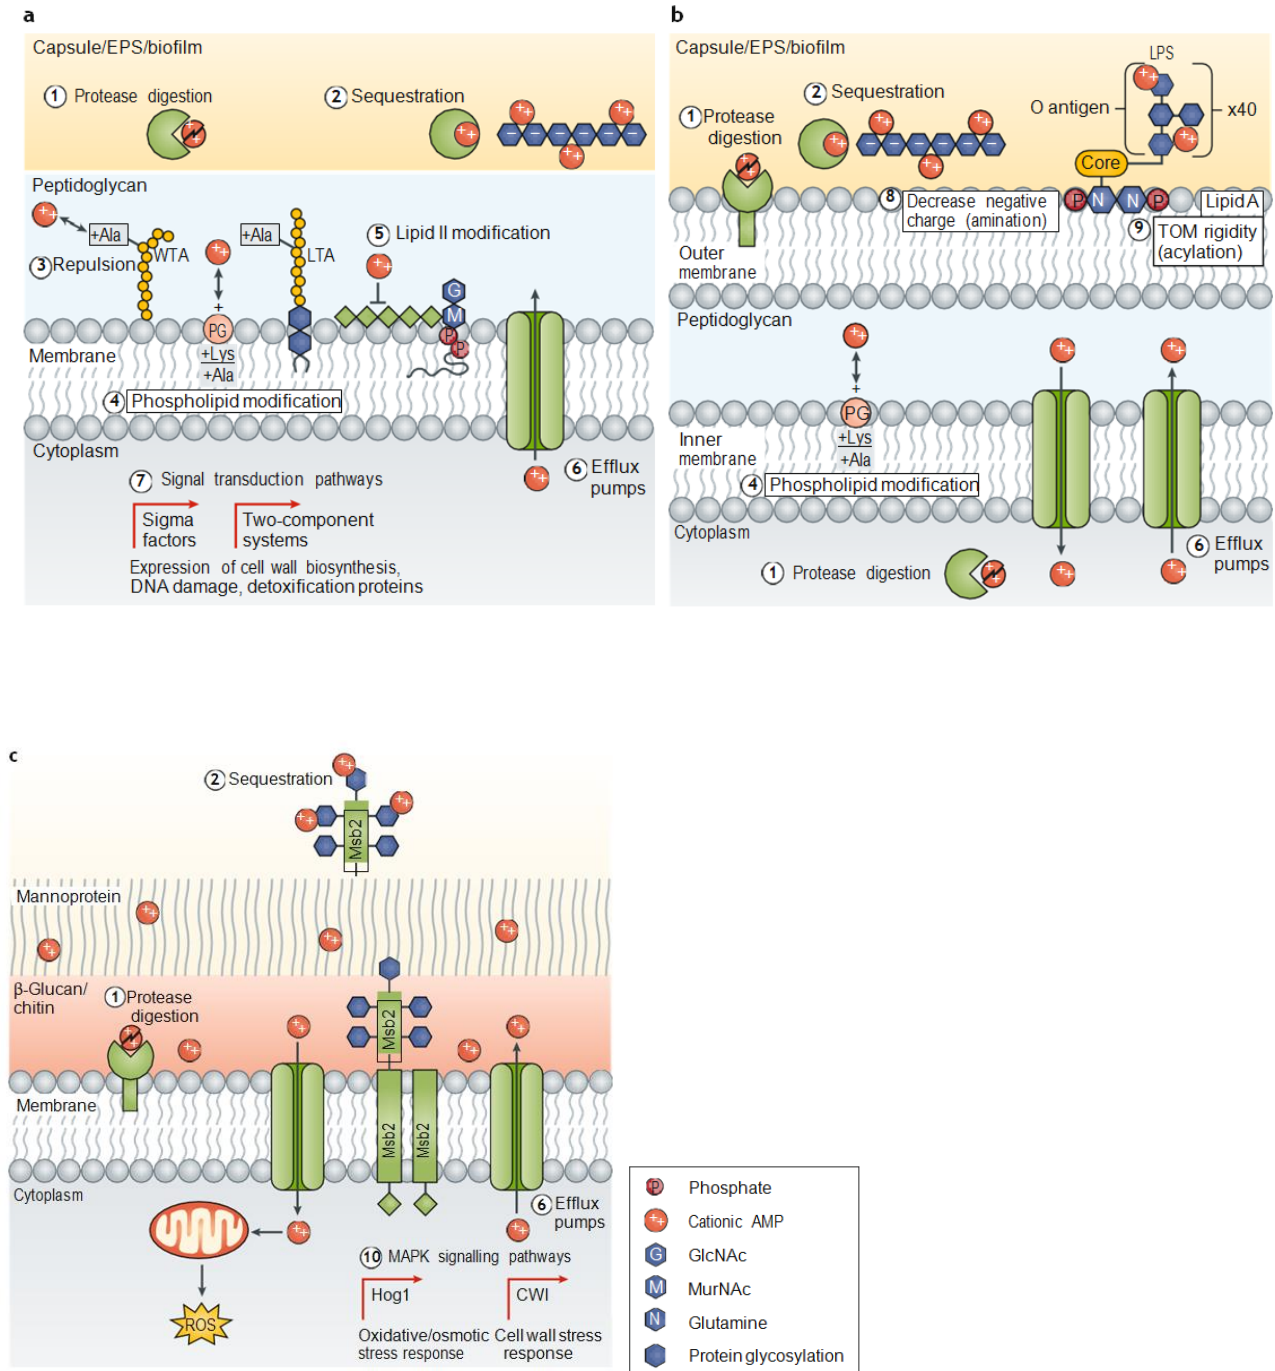 a
Capsule/EPS/biofilm
1 Protease digestion
2 Sequestration
++
++
++
++
++
− − − − − −
Peptidoglycan
++
+Ala
WTA
3 Repulsion
++
+
PG
+Lys
+Ala
+Ala
LTA
5 Lipid II modification
++
G
M
P
P
Membrane
4 Phospholipid modification
Cytoplasm
++
6 Efflux
pumps
7 Signal transduction pathways
Sigma
factors
Two-component
systems
Expression of cell wall biosynthesis,
DNA damage, detoxification proteins
b
Capsule/EPS/biofilm
1 Protease
digestion
++
2 Sequestration
++
++
++
++
− − − − − −
LPS
++
O antigen
x40
++
Core
P N N P
Lipid A
8 Decrease negative
charge (amination)
9 TOM rigidity
(acylation)
Outer
membrane
Peptidoglycan
++
+
PG
+Lys
+Ala
++
++
Inner
membrane
4 Phospholipid modification
Cytoplasm
1 Protease digestion
++
++
6 Efflux
pumps
c
2 Sequestration
++
++
++
Msb2
Mannoprotein
++
++
++
++
β-Glucan/
chitin
1 Protease
digestion
++
++
++
Msb2
++
++
Membrane
Msb2
Msb2
Cytoplasm
++
++
6 Efflux
pumps
ROS
10 MAPK signalling pathways
Hog1
CWI
Oxidative/osmotic
stress response
Cell wall stress
response
P Phosphate
++ Cationic AMP
G GlcNAc
M MurNAc
N Glutamine
Protein glycosylation